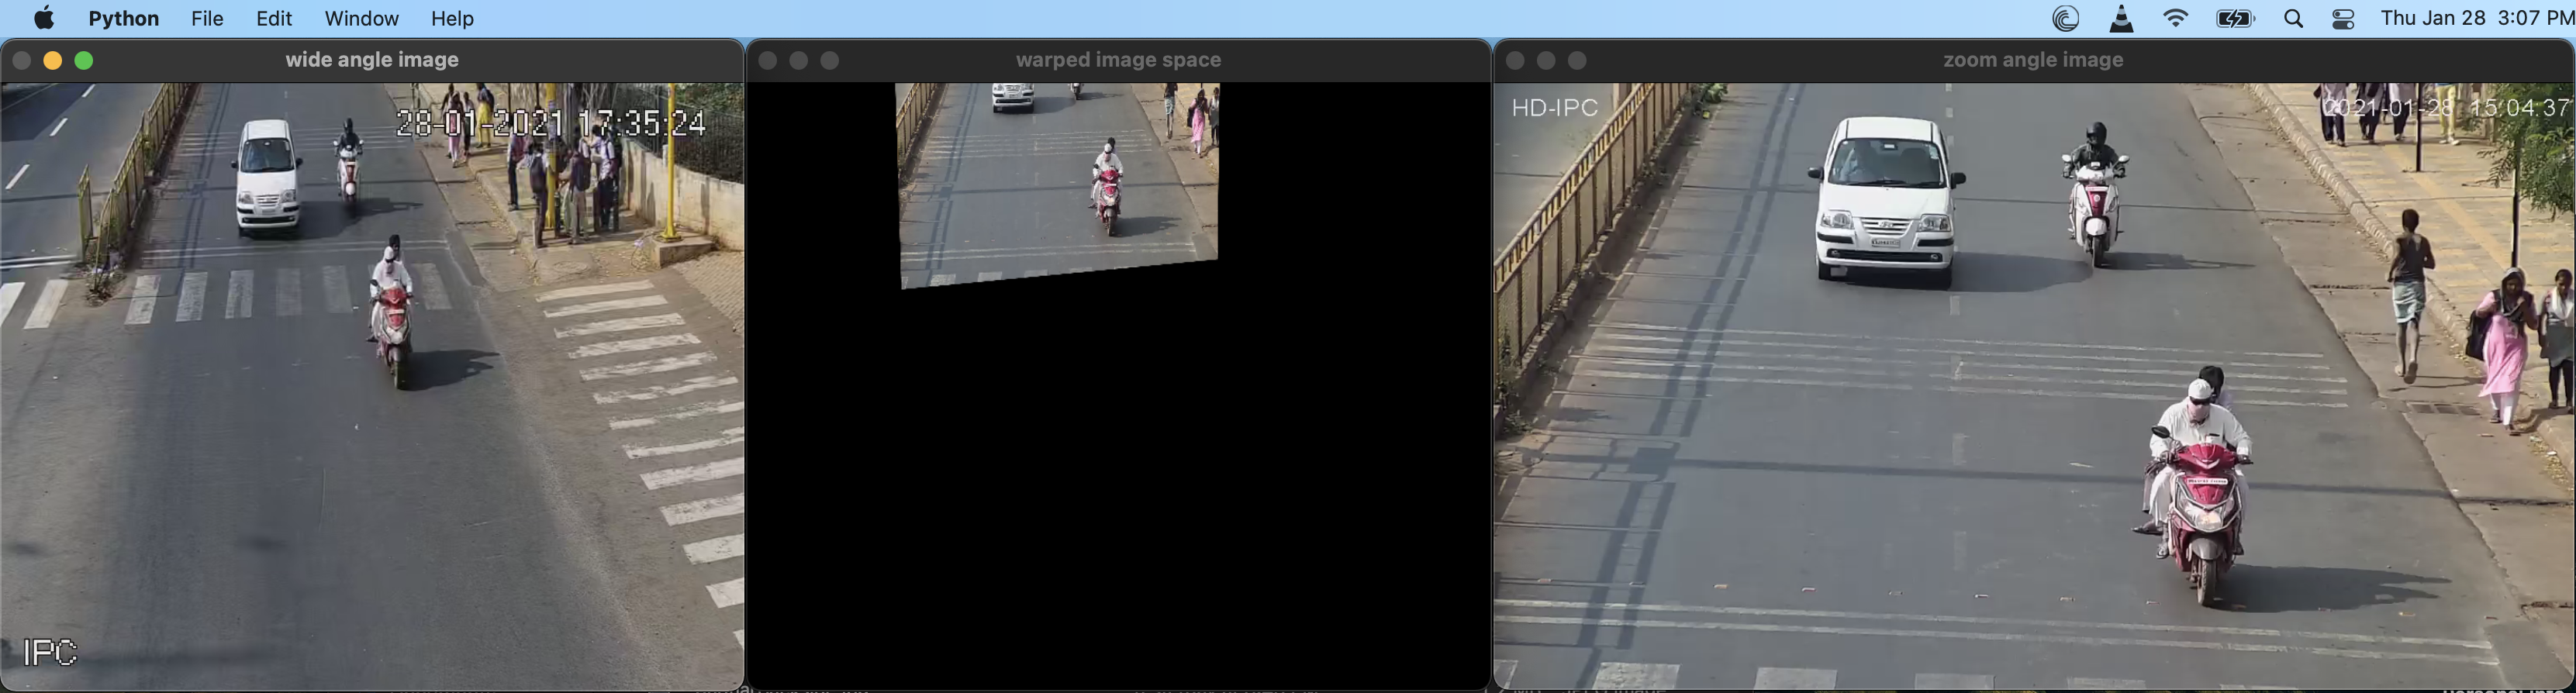 Python File Edit Window Help Thu Jan 28 3:07 PM
wide angle image
warped image space
zoom angle image
28-01-2021 17:35:24
HD-IPC
2021-01-28 15:04:37
IPC